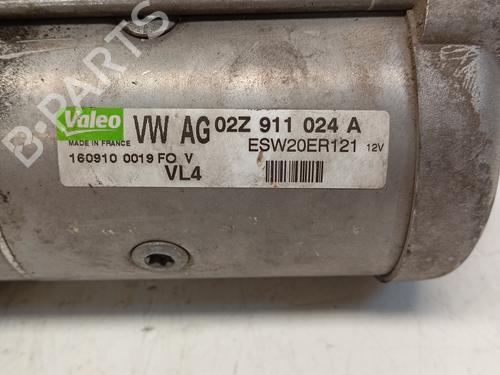 B-PARTS
Valeo
MADE IN FRANCE
VW AG 02Z 911 024 A
ESW20ER121 12V
160910 0019 FO V
VL4